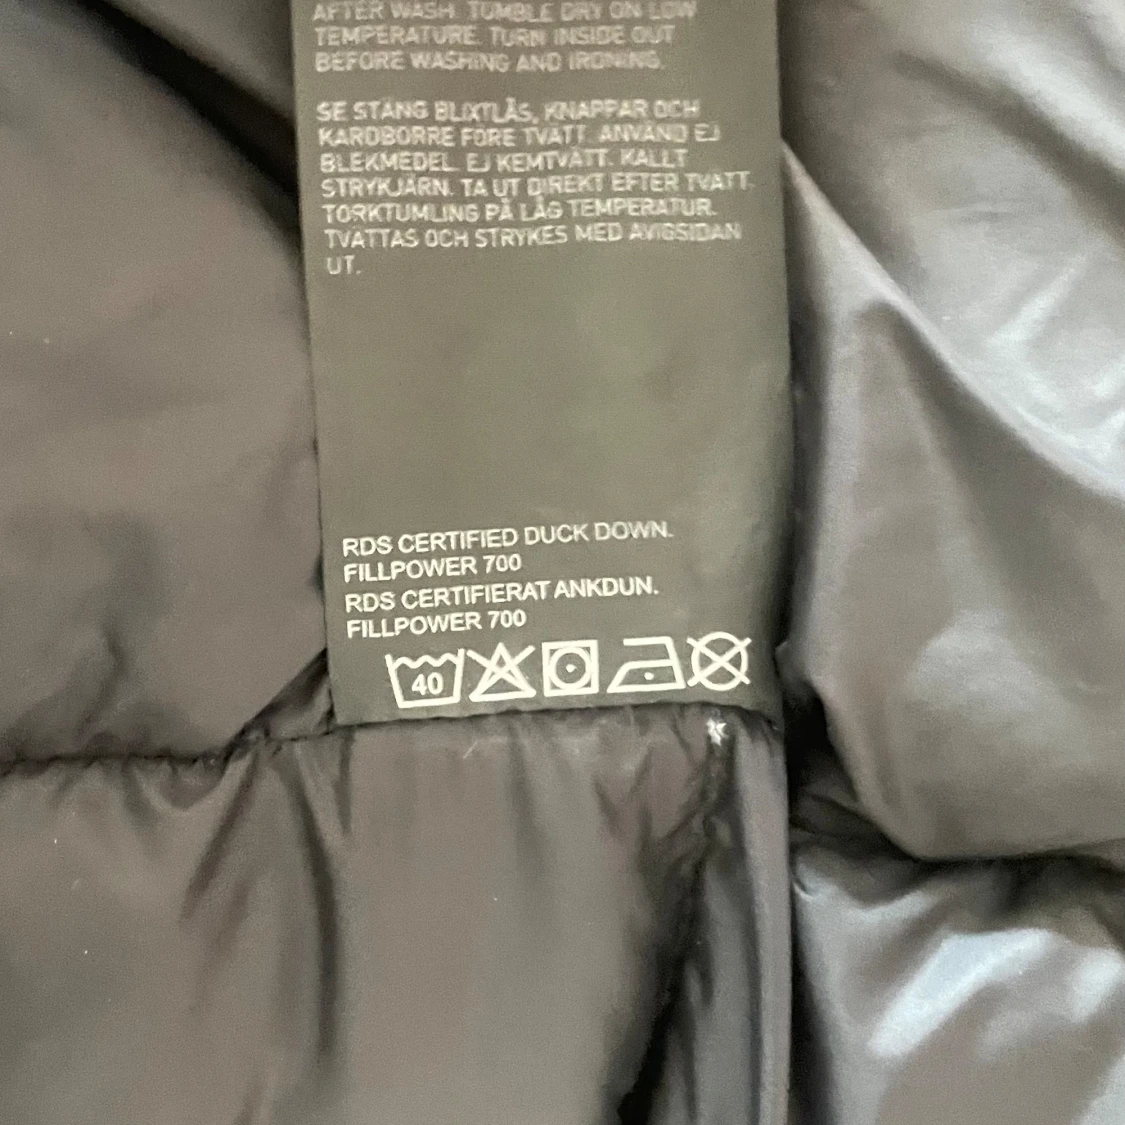 AFTER WASH. TUMBLE DRY ON LOW
TEMPERATURE. TURN INSIDE OUT
BEFORE WASHING AND IRONING.
SE STÄNG BLIXTLÅS, KNAPPAR OCH
KARDBORRE FÖRE TVÄTT. ANVÄND EJ
BLEKMEDEL. EJ KEMTVÄTT. KALLT
STRYKJÄRN. TA UT DIREKT EFTER TVÄTT.
TORKTUMLING PÅ LÅG TEMPERATUR.
TVÄTTAS OCH STRYKES MED AVIGSIDAN
UT.
RDS CERTIFIED DUCK DOWN.
FILLPOWER 700
RDS CERTIFIERAT ANKDUN.
FILLPOWER 700
40